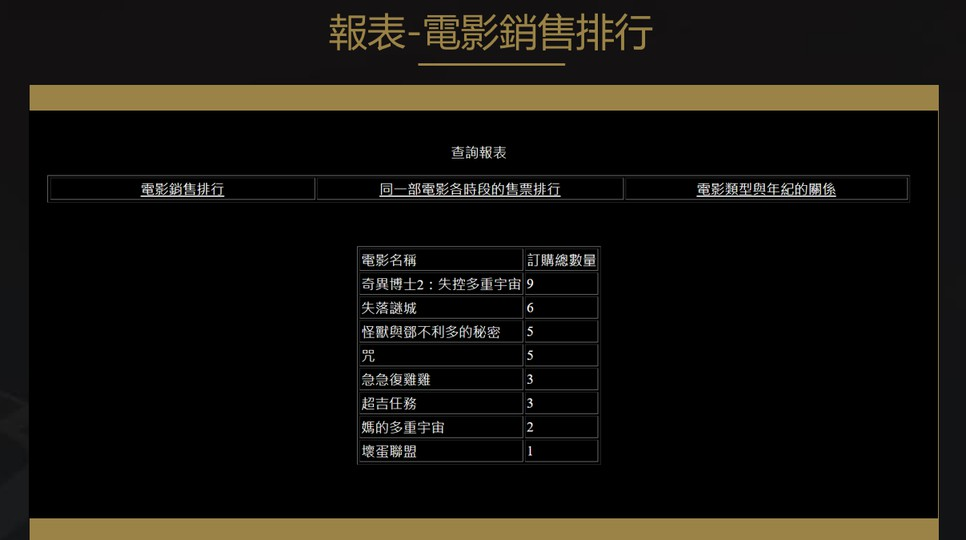 報表-電影銷售排行
查詢報表
電影銷售排行 同一部電影各時段的售票排行 電影類型與年紀的關係
電影名稱 訂購總數量
奇異博士2：失控多重宇宙 9
失落謎城 6
怪獸與鄧不利多的秘密 5
咒 5
急急復雞雞 3
超吉任務 3
媽的多重宇宙 2
壞蛋聯盟 1